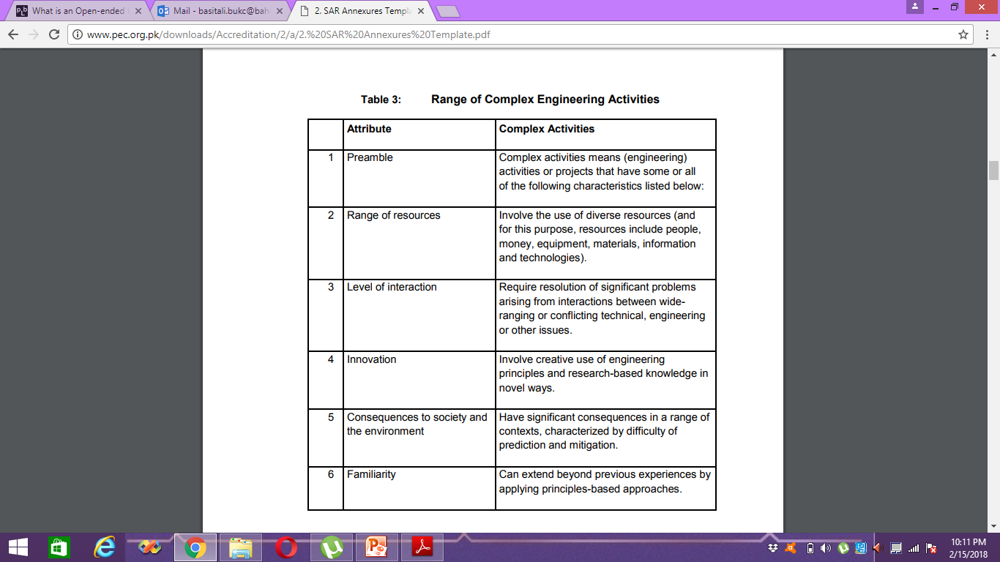 What is an Open-ended
Mail - basitali.bukc@bah
2. SAR Annexures Templa
www.pec.org.pk/downloads/Accreditation/2/a/2.%20SAR%20Annexures%20Template.pdf
Table 3: Range of Complex Engineering Activities
Attribute Complex Activities
1 Preamble Complex activities means (engineering)
activities or projects that have some or all
of the following characteristics listed below:
2 Range of resources Involve the use of diverse resources (and
for this purpose, resources include people,
money, equipment, materials, information
and technologies).
3 Level of interaction Require resolution of significant problems
arising from interactions between wide-
ranging or conflicting technical, engineering
or other issues.
4 Innovation Involve creative use of engineering
principles and research-based knowledge in
novel ways.
5 Consequences to society and Have significant consequences in a range of
the environment contexts, characterized by difficulty of
prediction and mitigation.
6 Familiarity Can extend beyond previous experiences by
applying principles-based approaches.
10:11 PM
2/15/2018